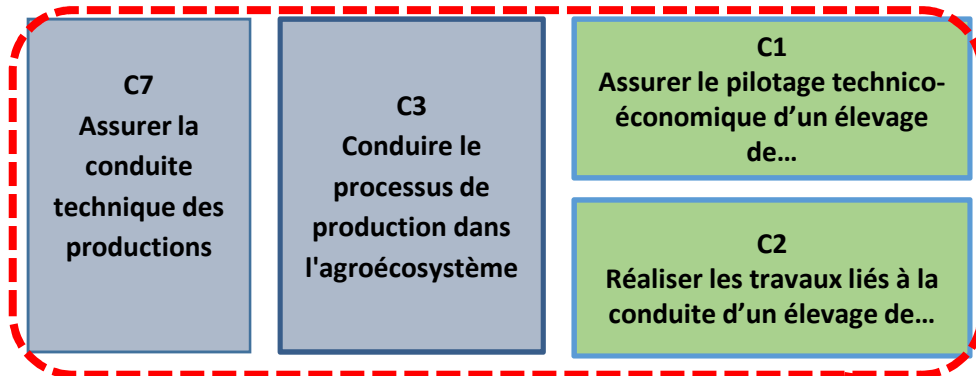 C7
Assurer la
conduite
technique des
productions
C3
Conduire le
processus de
production dans
l'agroécosystème
C1
Assurer le pilotage technico-
économique d’un élevage
de…
C2
Réaliser les travaux liés à la
conduite d’un élevage de…